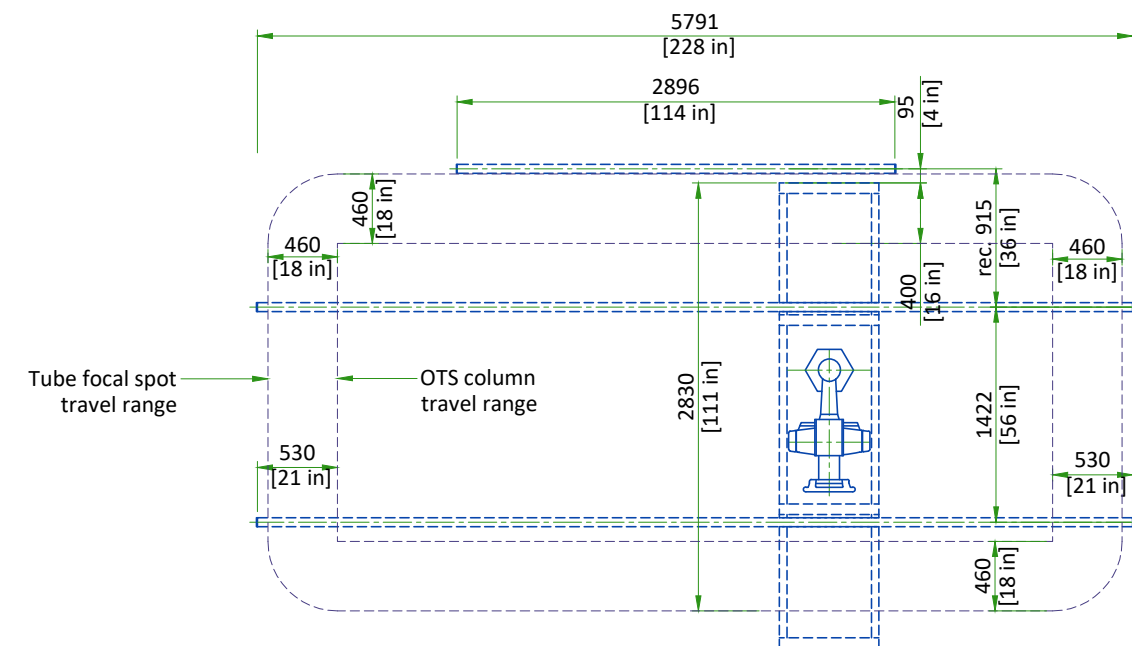 5791
[228 in]
2896
[114 in]
95
[4 in]
460
[18 in]
rec. 915
[36 in]
460
[18 in]
460
[18 in]
400
[16 in]
Tube focal spot
travel range
OTS column
travel range
2830
[111 in]
1422
[56 in]
530
[21 in]
530
[21 in]
460
[18 in]